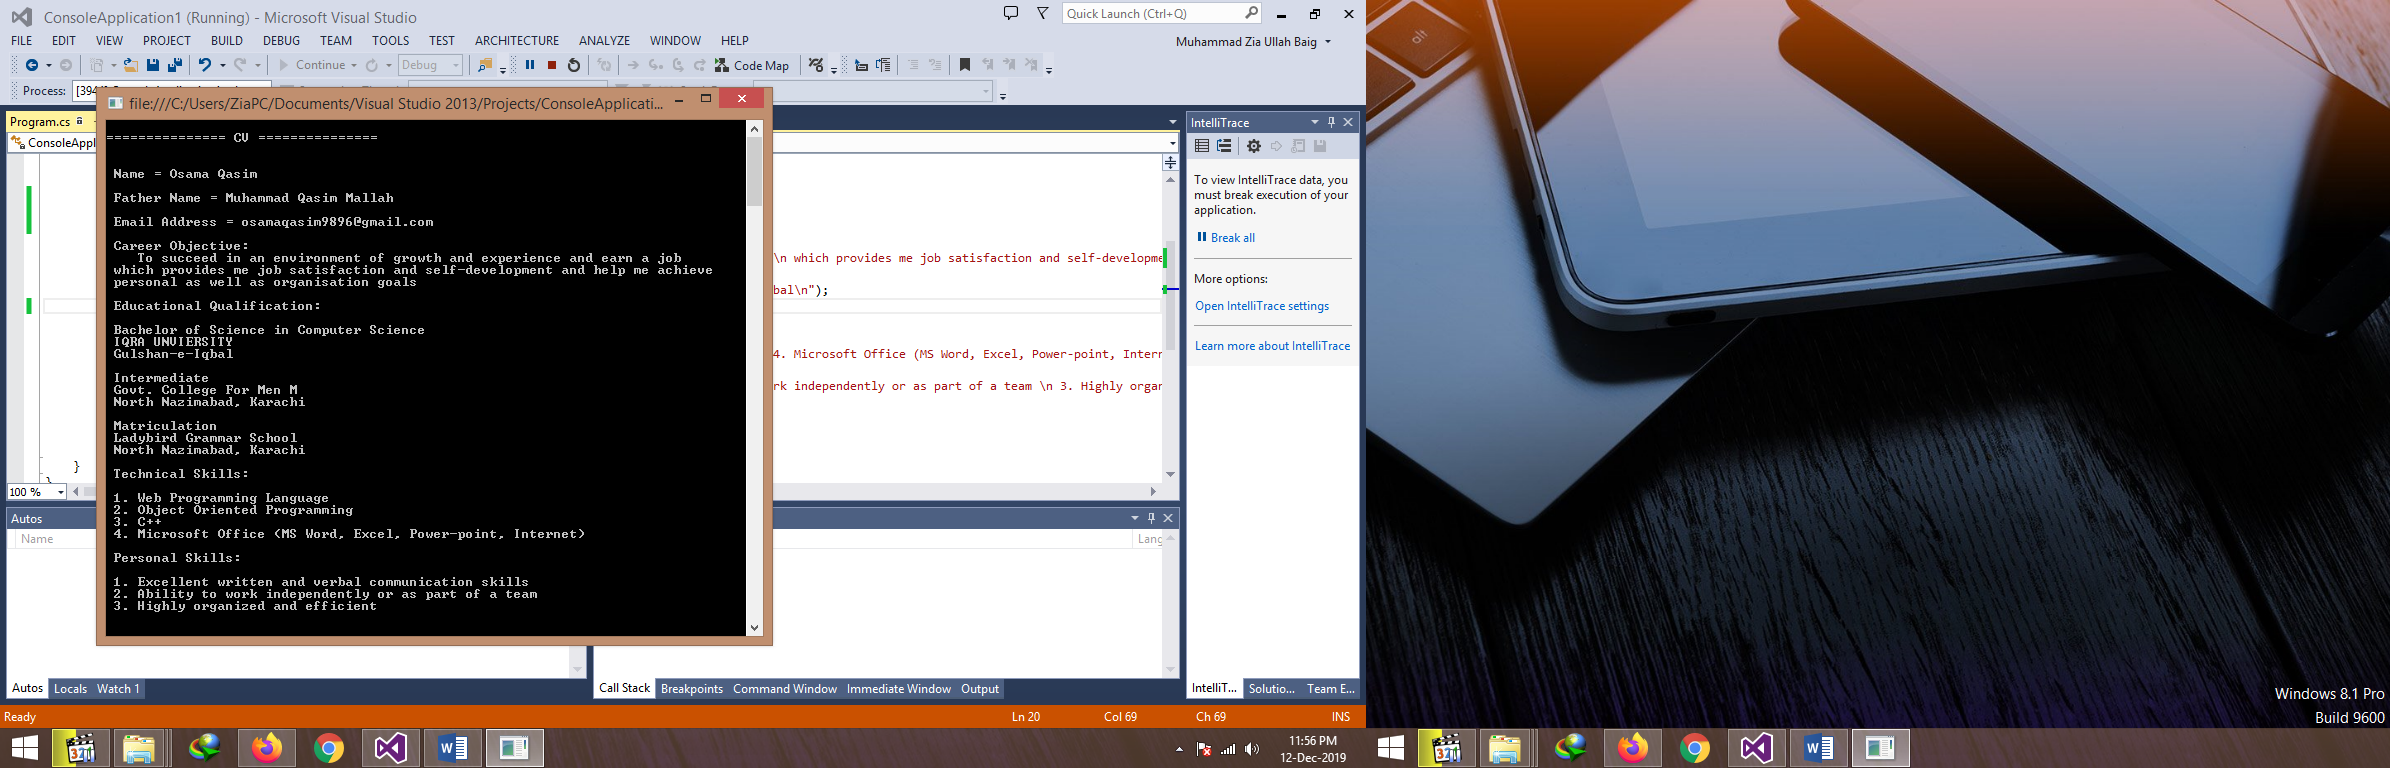 ConsoleApplication1 (Running) - Microsoft Visual Studio
Quick Launch (Ctrl+Q)
FILE EDIT VIEW PROJECT BUILD DEBUG TEAM TOOLS TEST ARCHITECTURE ANALYZE WINDOW HELP
Muhammad Zia Ullah Baig
Continue Debug Code Map
Process:
file:///C:/Users/ZiaPC/Documents/Visual Studio 2013/Projects/ConsoleApplicati...
Program.cs
ConsoleAppl
=============== CV ===============
Name = Osama Qasim
Father Name = Muhammad Qasim Mallah
Email Address = osamaqasim9896@gmail.com
Career Objective:
To succeed in an environment of growth and experience and earn a job
which provides me job satisfaction and self-development and help me achieve
personal as well as organisation goals
Educational Qualification:
Bachelor of Science in Computer Science
IQRA UNVIERSITY
Gulshan-e-Iqbal
Intermediate
Govt. College For Men M
North Nazimabad, Karachi
Matriculation
Ladybird Grammar School
North Nazimabad, Karachi
Technical Skills:
1. Web Programming Language
2. Object Oriented Programming
3. C++
4. Microsoft Office (MS Word, Excel, Power-point, Internet)
Personal Skills:
1. Excellent written and verbal communication skills
2. Ability to work independently or as part of a team
3. Highly organized and efficient
\n which provides me job satisfaction and self-developme
bal\n");
4. Microsoft Office (MS Word, Excel, Power-point, Intern
rk independently or as part of a team \n 3. Highly organ
}
}
100 %
IntelliTrace
To view IntelliTrace data, you
must break execution of your
application.
Break all
More options:
Open IntelliTrace settings
Learn more about IntelliTrace
Autos
Name
Lang
Autos Locals Watch 1
Call Stack Breakpoints Command Window Immediate Window Output
IntelliT... Solutio... Team E...
Ready
Ln 20 Col 69 Ch 69 INS
11:56 PM
12-Dec-2019
alt
Windows 8.1 Pro
Build 9600